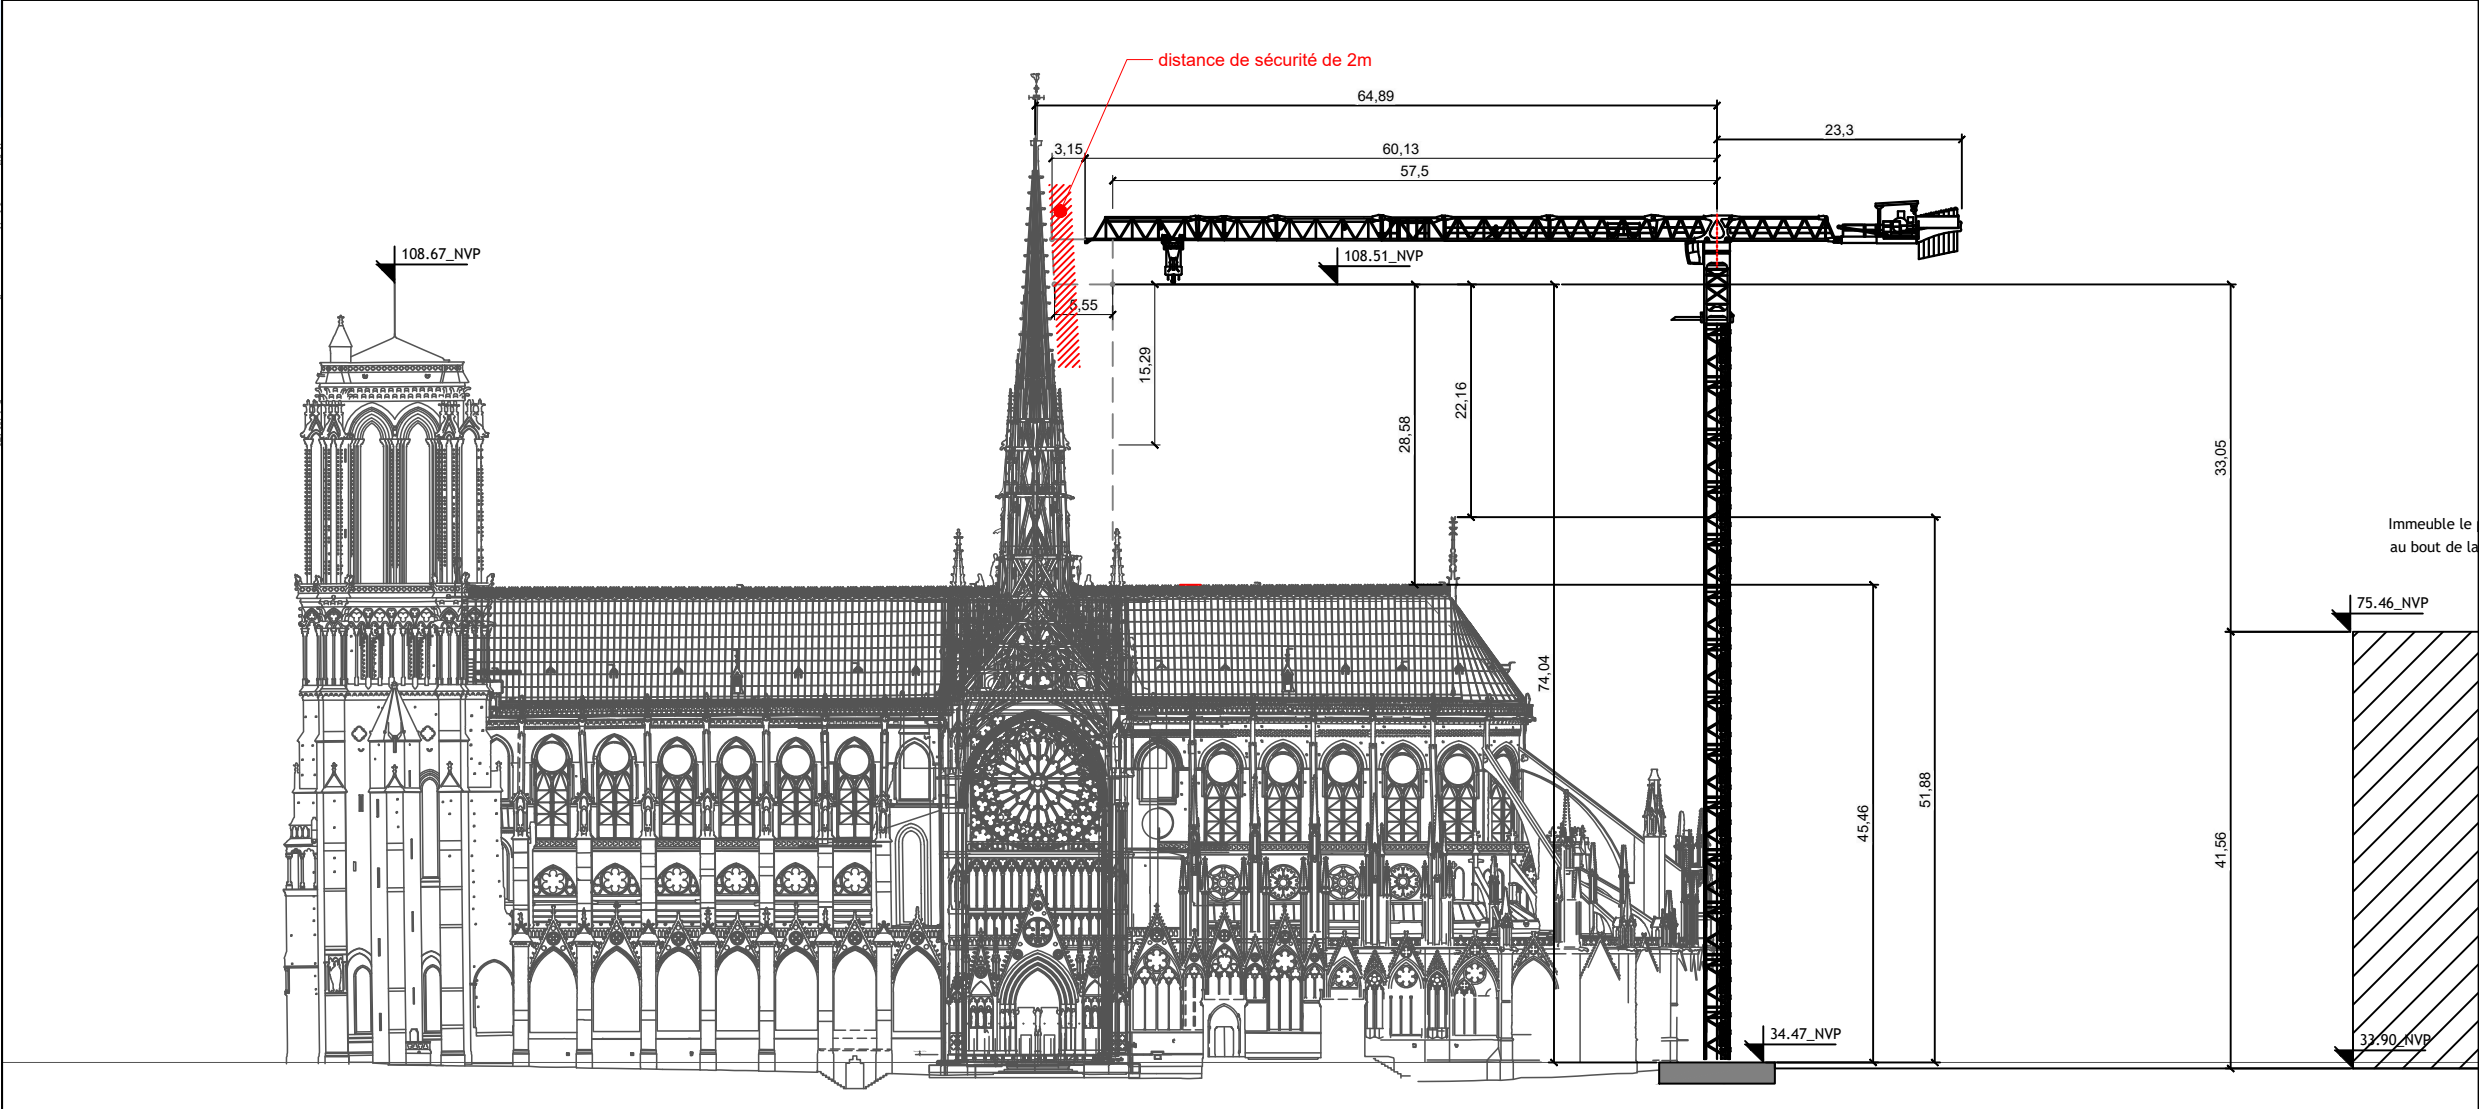 distance de sécurité de 2m
64,89
23,3
3,15
60,13
57,5
108.67_NVP
108.51_NVP
5,55
15,29
28,58
22,16
33,05
Immeuble le
au bout de la
75.46_NVP
74,04
51,88
45,46
41,56
34.47_NVP
33.90_NVP